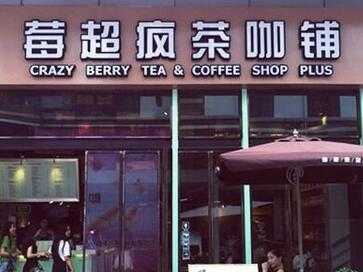 莓超疯茶咖铺
CRAZY BERRY TEA & COFFEE SHOP PLUS